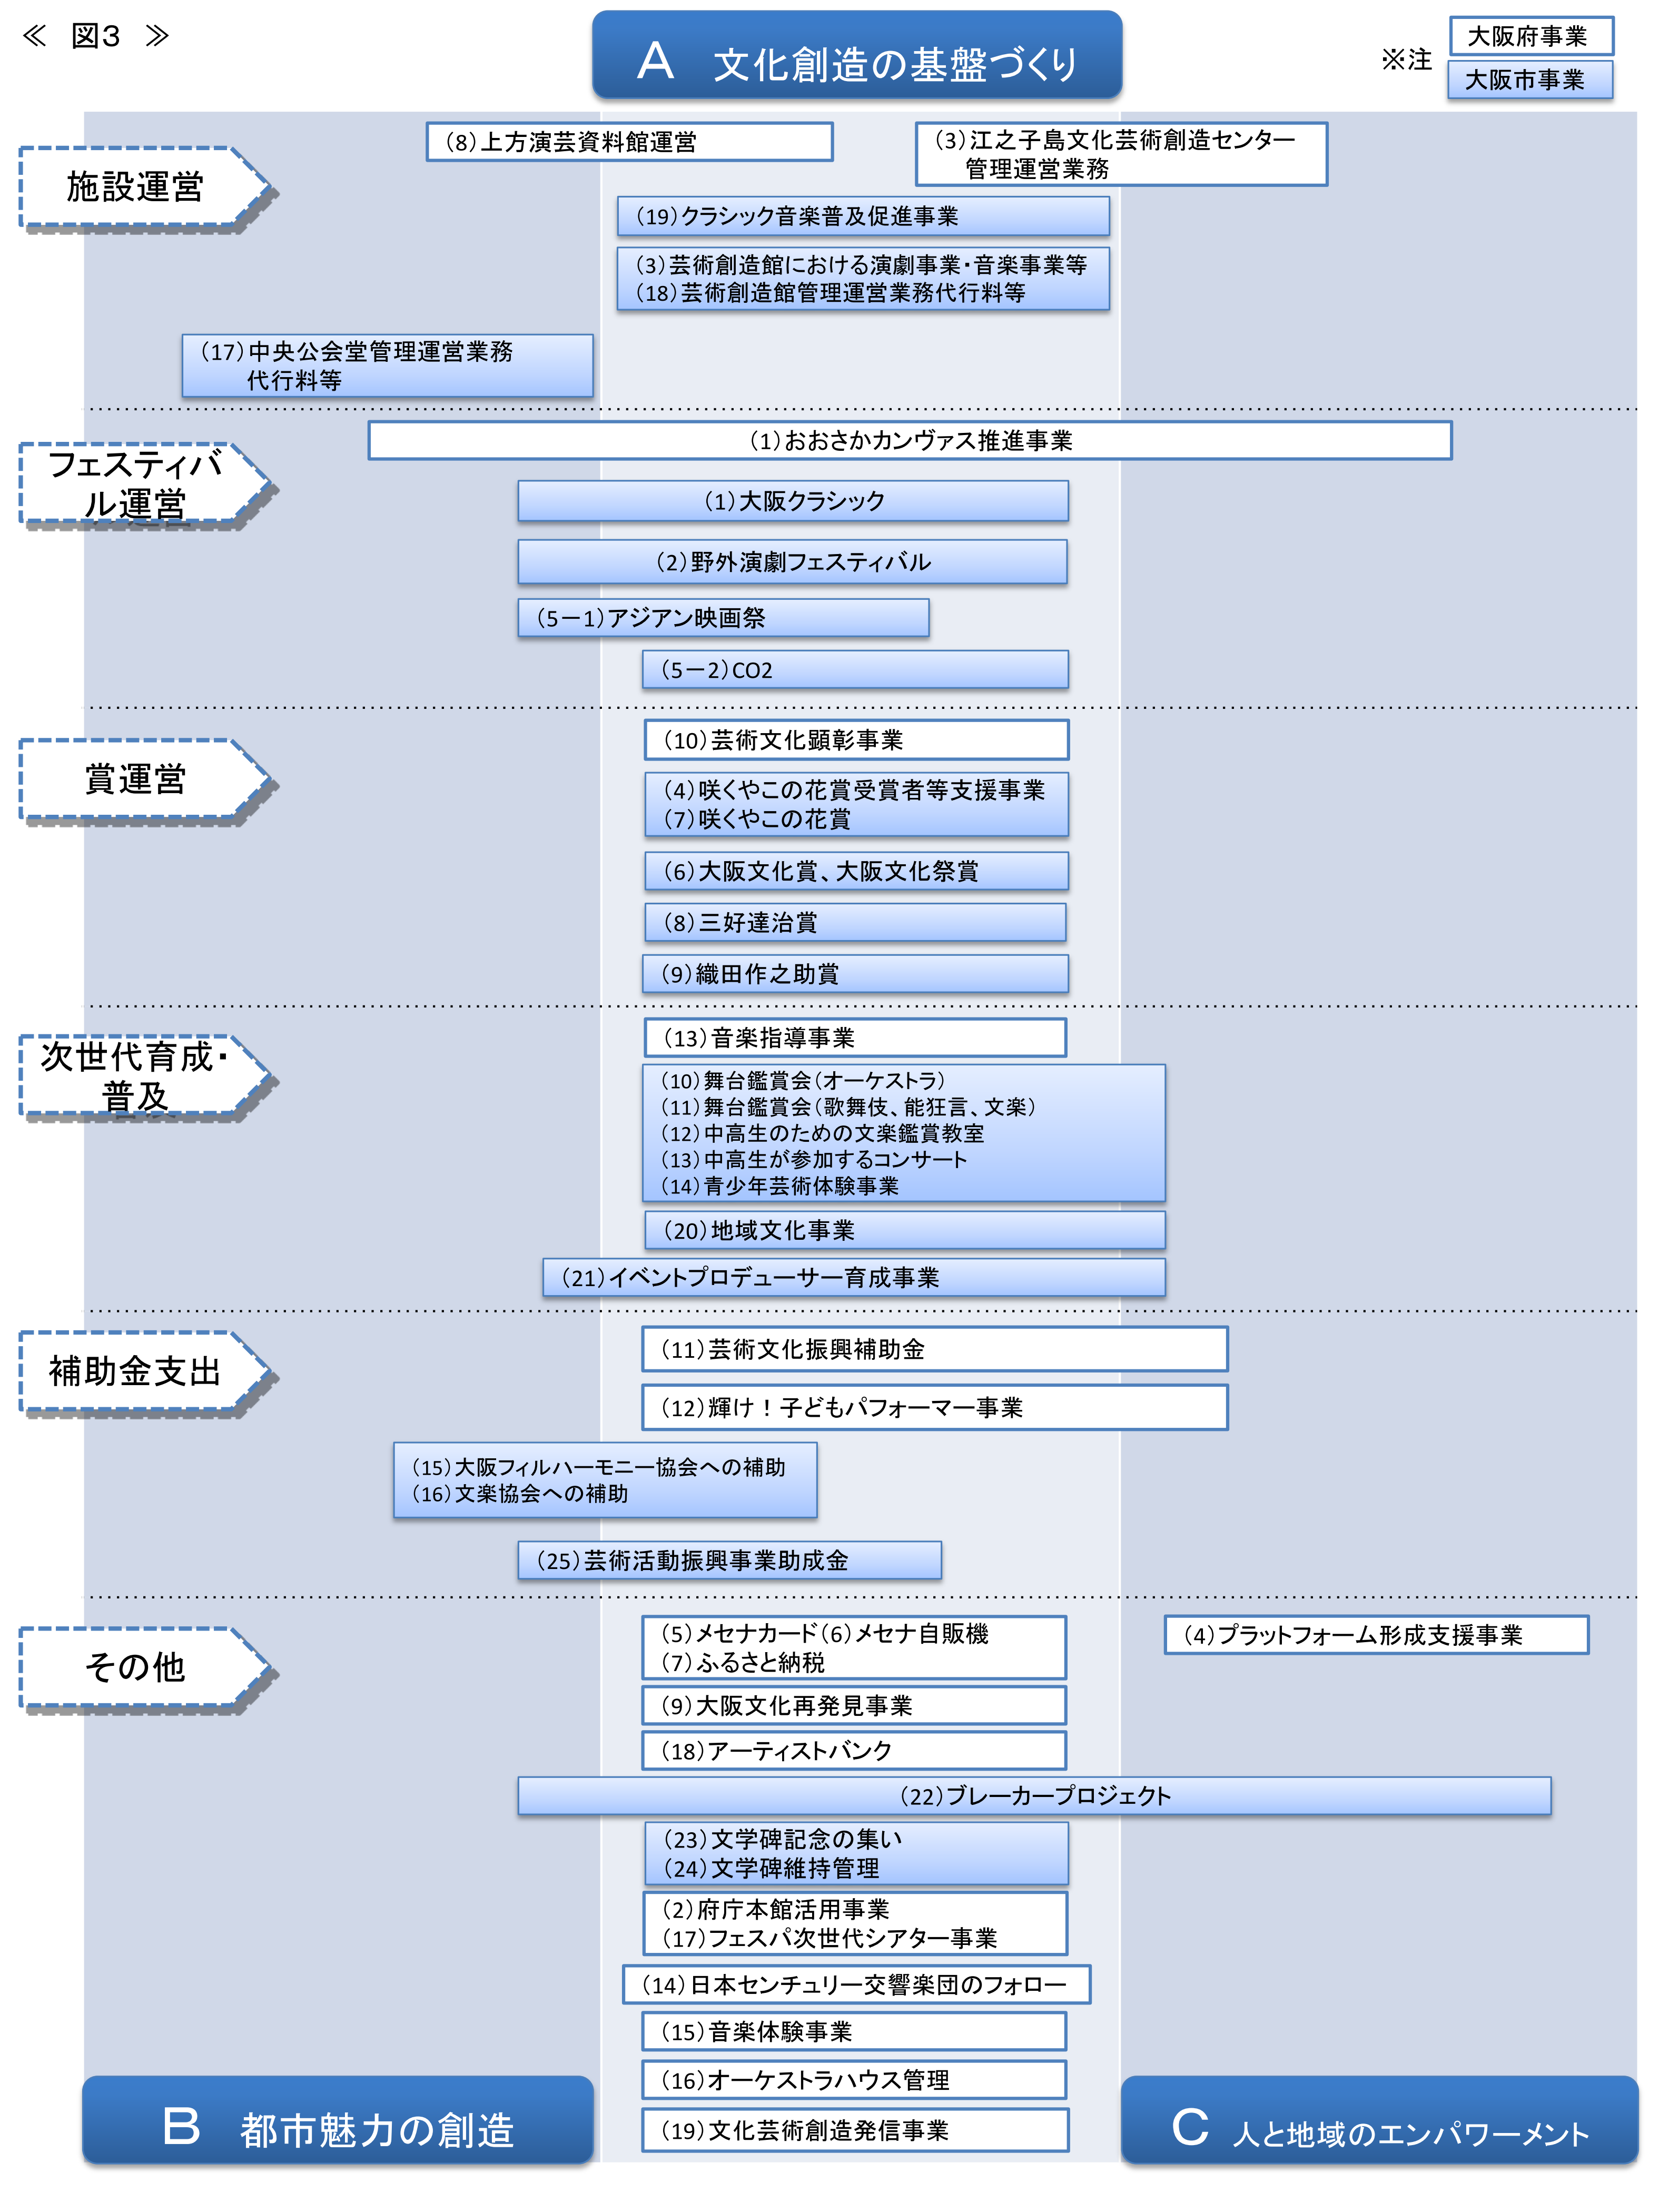 ≪ 図3 ≫
A 文化創造の基盤づくり
※注
大阪府事業
大阪市事業
施設運営
(8)上方演芸資料館運営
(3)江之子島文化芸術創造センター
管理運営業務
(19)クラシック音楽普及促進事業
(3)芸術創造館における演劇事業・音楽事業等
(18)芸術創造館管理運営業務代行料等
(17)中央公会堂管理運営業務
代行料等
フェスティバ
ル運営
(1)おおさかカンヴァス推進事業
(1)大阪クラシック
(2)野外演劇フェスティバル
(5－1)アジアン映画祭
(5－2)CO2
賞運営
(10)芸術文化顕彰事業
(4)咲くやこの花賞受賞者等支援事業
(7)咲くやこの花賞
(6)大阪文化賞、大阪文化祭賞
(8)三好達治賞
(9)織田作之助賞
次世代育成・
普及
(13)音楽指導事業
(10)舞台鑑賞会(オーケストラ)
(11)舞台鑑賞会(歌舞伎、能狂言、文楽)
(12)中高生のための文楽鑑賞教室
(13)中高生が参加するコンサート
(14)青少年芸術体験事業
(20)地域文化事業
(21)イベントプロデューサー育成事業
補助金支出
(11)芸術文化振興補助金
(12)輝け！子どもパフォーマー事業
(15)大阪フィルハーモニー協会への補助
(16)文楽協会への補助
(25)芸術活動振興事業助成金
その他
(5)メセナカード(6)メセナ自販機
(7)ふるさと納税
(4)プラットフォーム形成支援事業
(9)大阪文化再発見事業
(18)アーティストバンク
(22)ブレーカープロジェクト
(23)文学碑記念の集い
(24)文学碑維持管理
(2)府庁本館活用事業
(17)フェスパ次世代シアター事業
(14)日本センチュリー交響楽団のフォロー
(15)音楽体験事業
(16)オーケストラハウス管理
(19)文化芸術創造発信事業
B 都市魅力の創造
C 人と地域のエンパワーメント